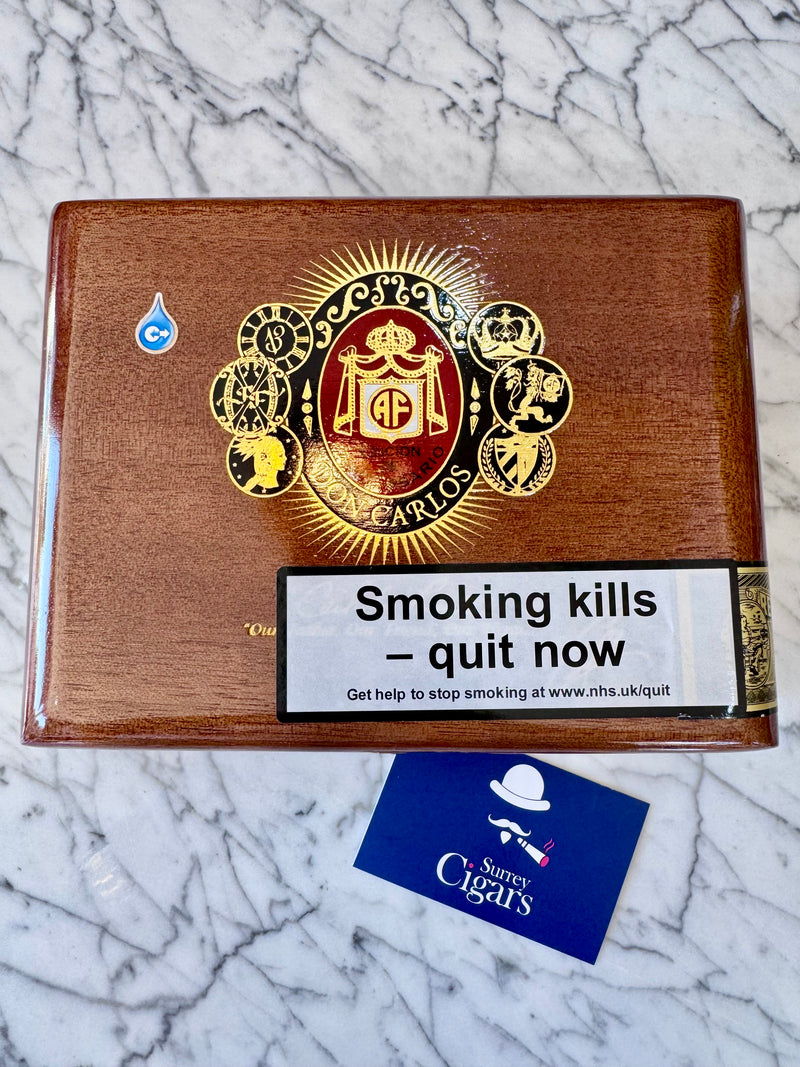 AF
DON CARLOS
"Our
Smoking kills
– quit now
Get help to stop smoking at www.nhs.uk/quit
Surrey
Cigars